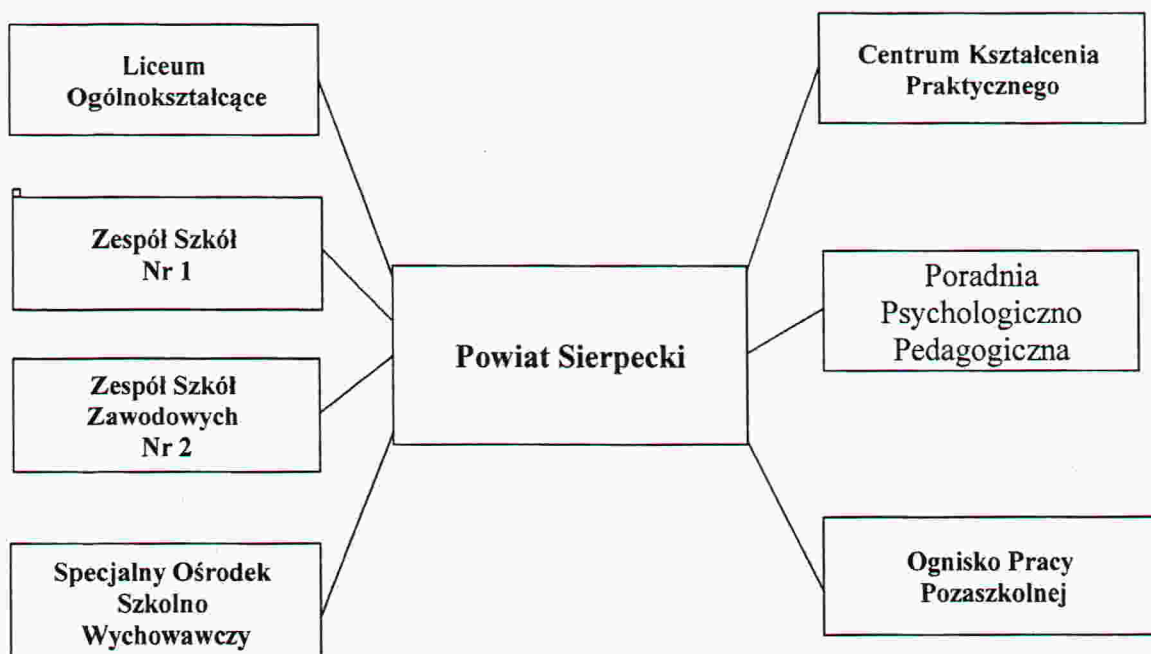 Liceum
Ogólnokształcące
Zespół Szkół
Nr 1
Zespół Szkół
Zawodowych
Nr 2
Specjalny Ośrodek
Szkolno
Wychowawczy
Powiat Sierpecki
Centrum Kształcenia
Praktycznego
Poradnia
Psychologiczno
Pedagogiczna
Ognisko Pracy
Pozaszkolnej